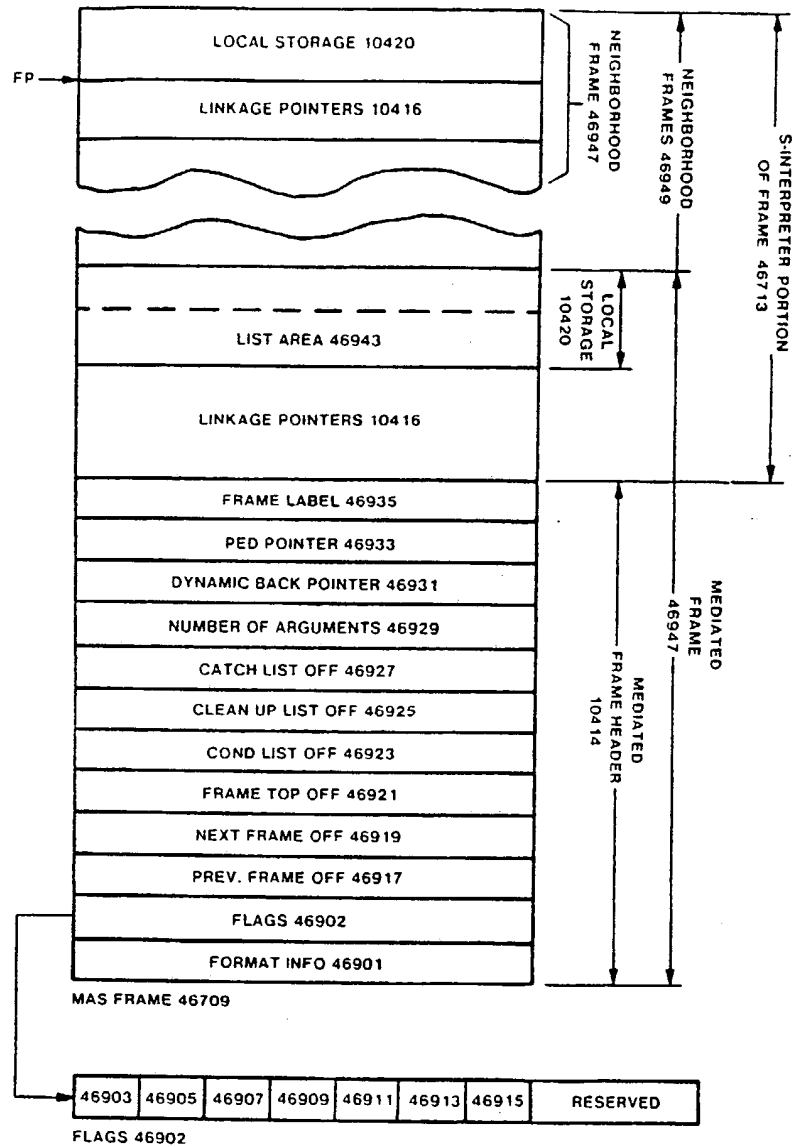 LOCAL STORAGE 10420
FP
LINKAGE POINTERS 10416
NEIGHBORHOOD
FRAME 46947
NEIGHBORHOOD
FRAMES 46949
S-INTERPRETER PORTION
OF FRAME 46713
LIST AREA 46943
LOCAL
STORAGE
10420
LINKAGE POINTERS 10416
FRAME LABEL 46935
PED POINTER 46933
DYNAMIC BACK POINTER 46931
NUMBER OF ARGUMENTS 46929
CATCH LIST OFF 46927
CLEAN UP LIST OFF 46925
COND LIST OFF 46923
FRAME TOP OFF 46921
NEXT FRAME OFF 46919
PREV. FRAME OFF 46917
FLAGS 46902
FORMAT INFO 46901
MEDIATED
FRAME HEADER
10414
MEDIATED
FRAME
46947
MAS FRAME 46709
46903 46905 46907 46909 46911 46913 46915 RESERVED
FLAGS 46902